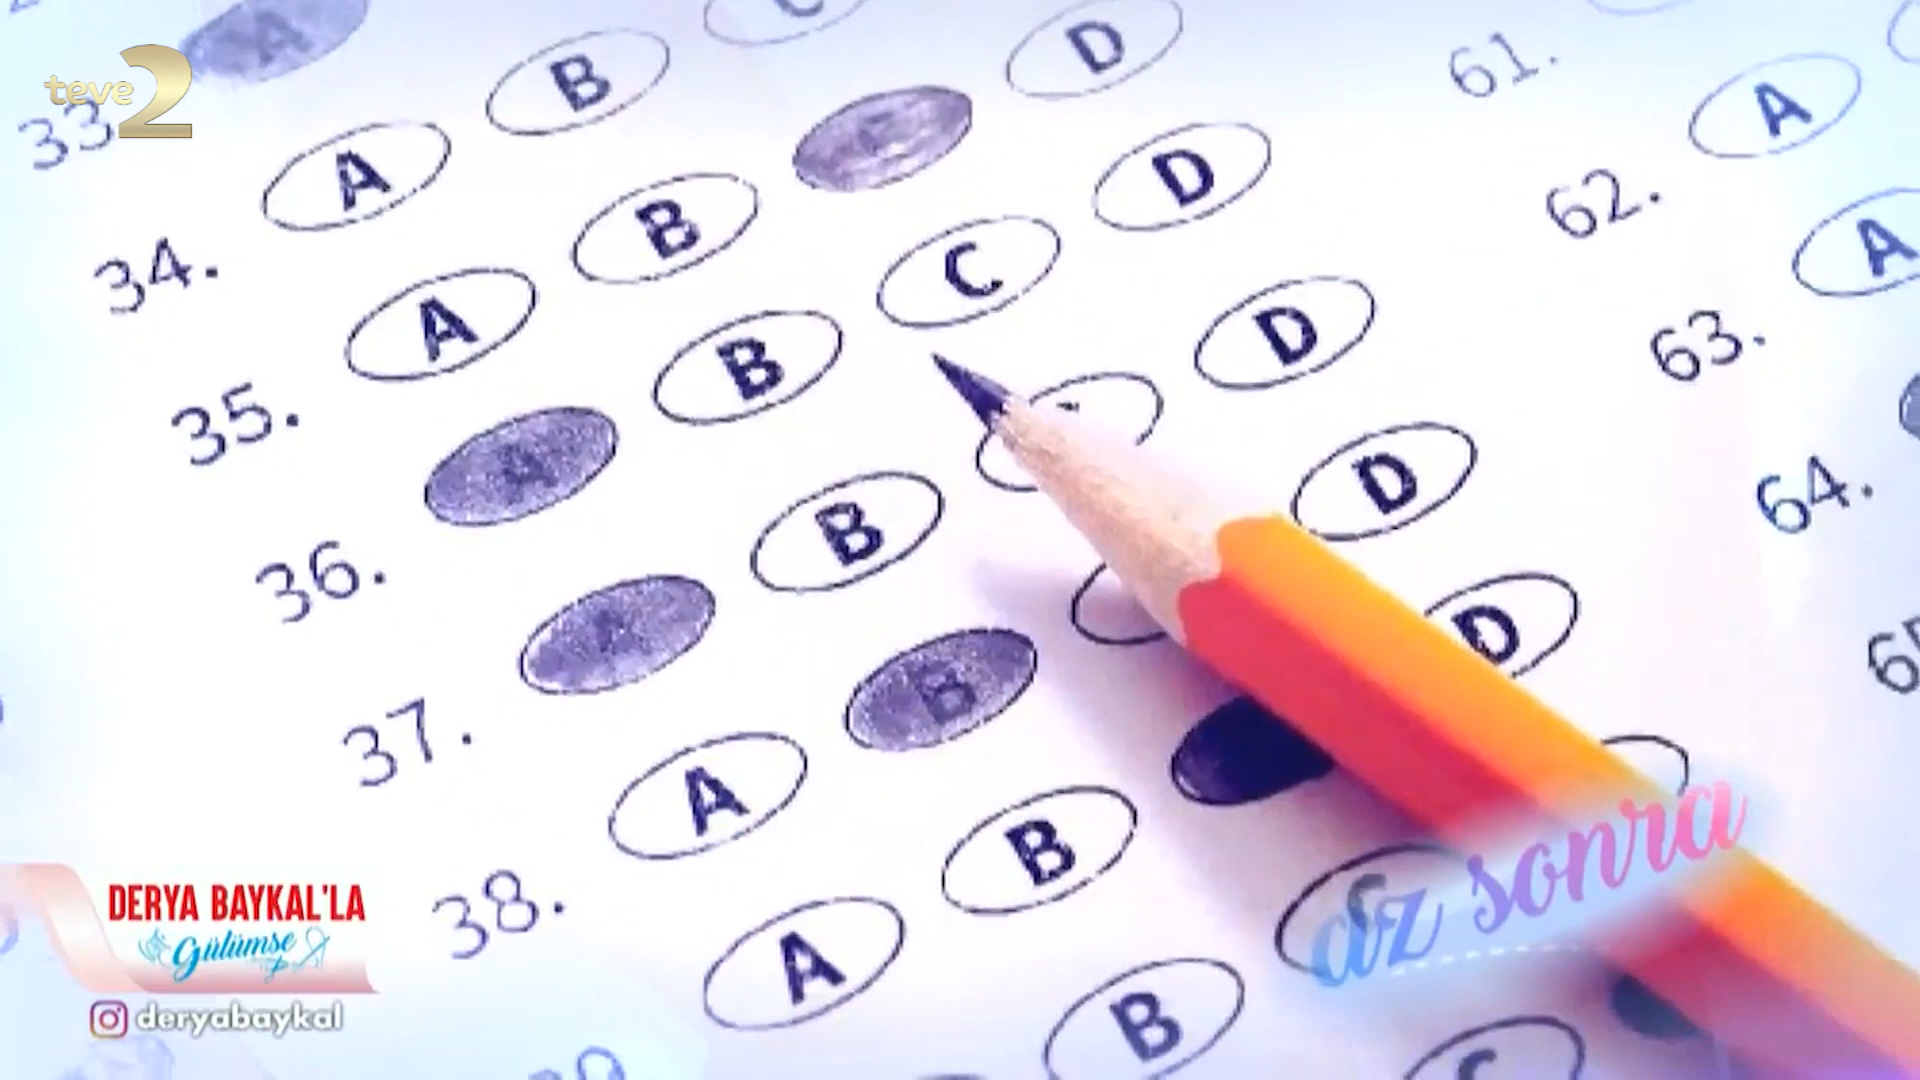 teve2
33
A B D
34. A B D
35. A B C D
36. A B D
37. A B D
38. A B
A B
B C
61.
62. A
63. A
64.
DERYA BAYKAL'LA
Gülümse
deryabaykal
az sonra